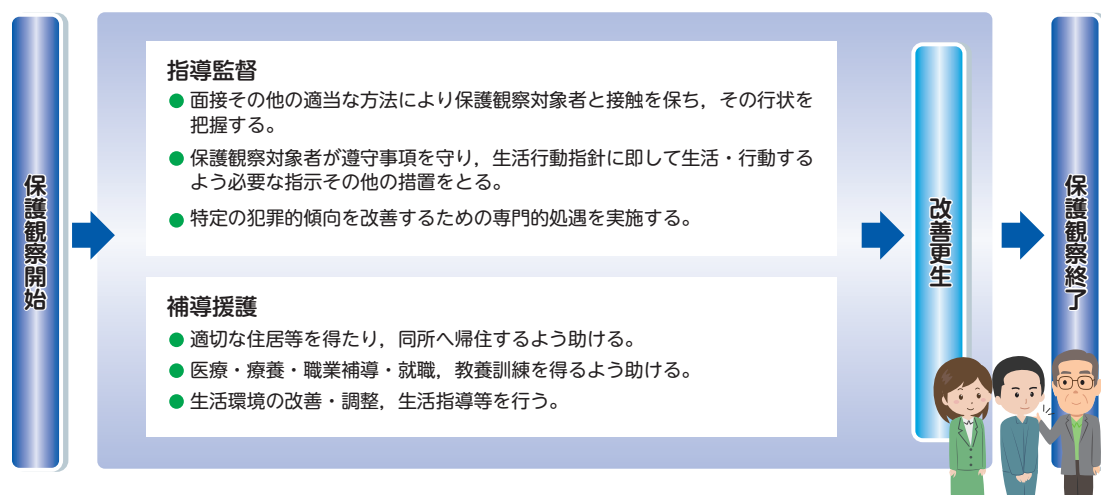 保護観察開始
指導監督
● 面接その他の適当な方法により保護観察対象者と接触を保ち，その行状を
把握する。
● 保護観察対象者が遵守事項を守り，生活行動指針に即して生活・行動する
よう必要な指示その他の措置をとる。
● 特定の犯罪的傾向を改善するための専門的処遇を実施する。
補導援護
● 適切な住居等を得たり，同所へ帰住するよう助ける。
● 医療・療養・職業補導・就職，教養訓練を得るよう助ける。
● 生活環境の改善・調整，生活指導等を行う。
改善更生
保護観察終了